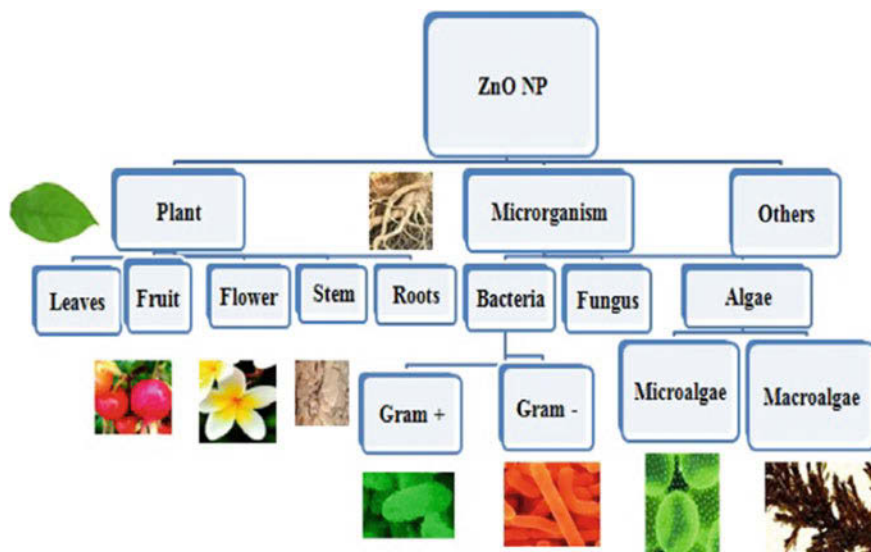 ZnO NP
Plant
Microrganism
Others
Leaves
Fruit
Flower
Stem
Roots
Bacteria
Fungus
Algae
Gram +
Gram -
Microalgae
Macroalgae